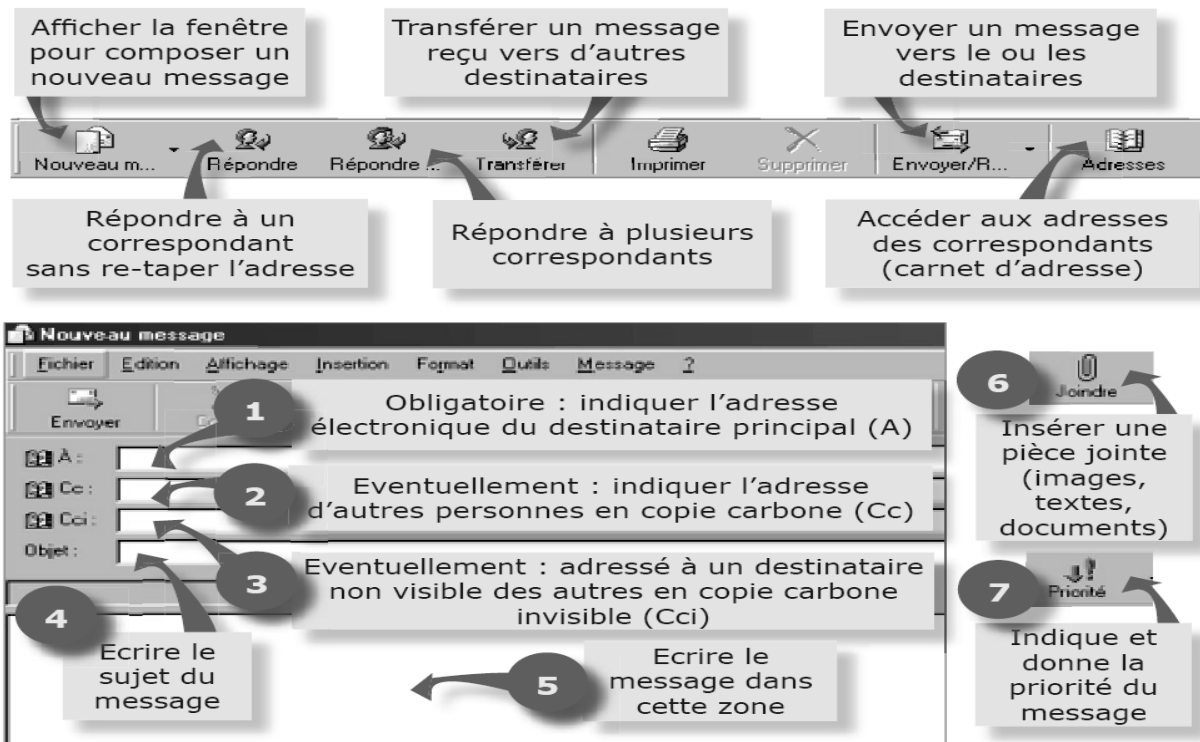 Afficher la fenêtre
pour composer un
nouveau message
Transférer un message
reçu vers d'autres
destinataires
Envoyer un message
vers le ou les
destinataires
Nouveau m...
Répondre
Répondre ...
Transférer
Imprimer
Supprimer
Envoyer/R...
Adresses
Répondre à un
correspondant
sans re-taper l'adresse
Répondre à plusieurs
correspondants
Accéder aux adresses
des correspondants
(carnet d'adresse)
Nouveau message
Fichier Edition Affichage Insertion Format Outils Message ?
Envoyer
1
Obligatoire : indiquer l'adresse
électronique du destinataire principal (A)
À :
2
Eventuellement : indiquer l'adresse
d'autres personnes en copie carbone (Cc)
Cc :
Cci :
Objet :
3
Eventuellement : adressé à un destinataire
non visible des autres en copie carbone
invisible (Cci)
4
Ecrire le
sujet du
message
5
Ecrire le
message dans
cette zone
6
Joindre
Insérer une
pièce jointe
(images,
textes,
documents)
7
Priorité
Indique et
donne la
priorité du
message